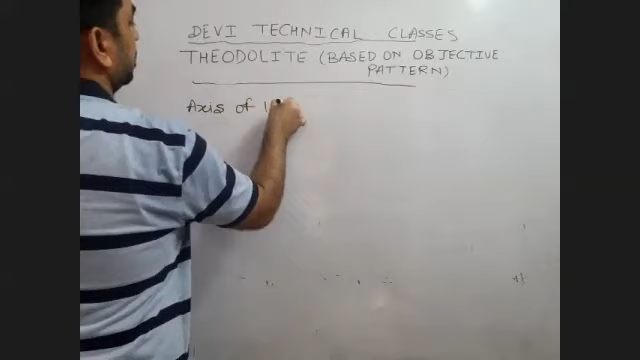 DEVI TECHNICAL CLASSES
THEODOLITE (BASED ON OBJECTIVE
PATTERN)
Axis of